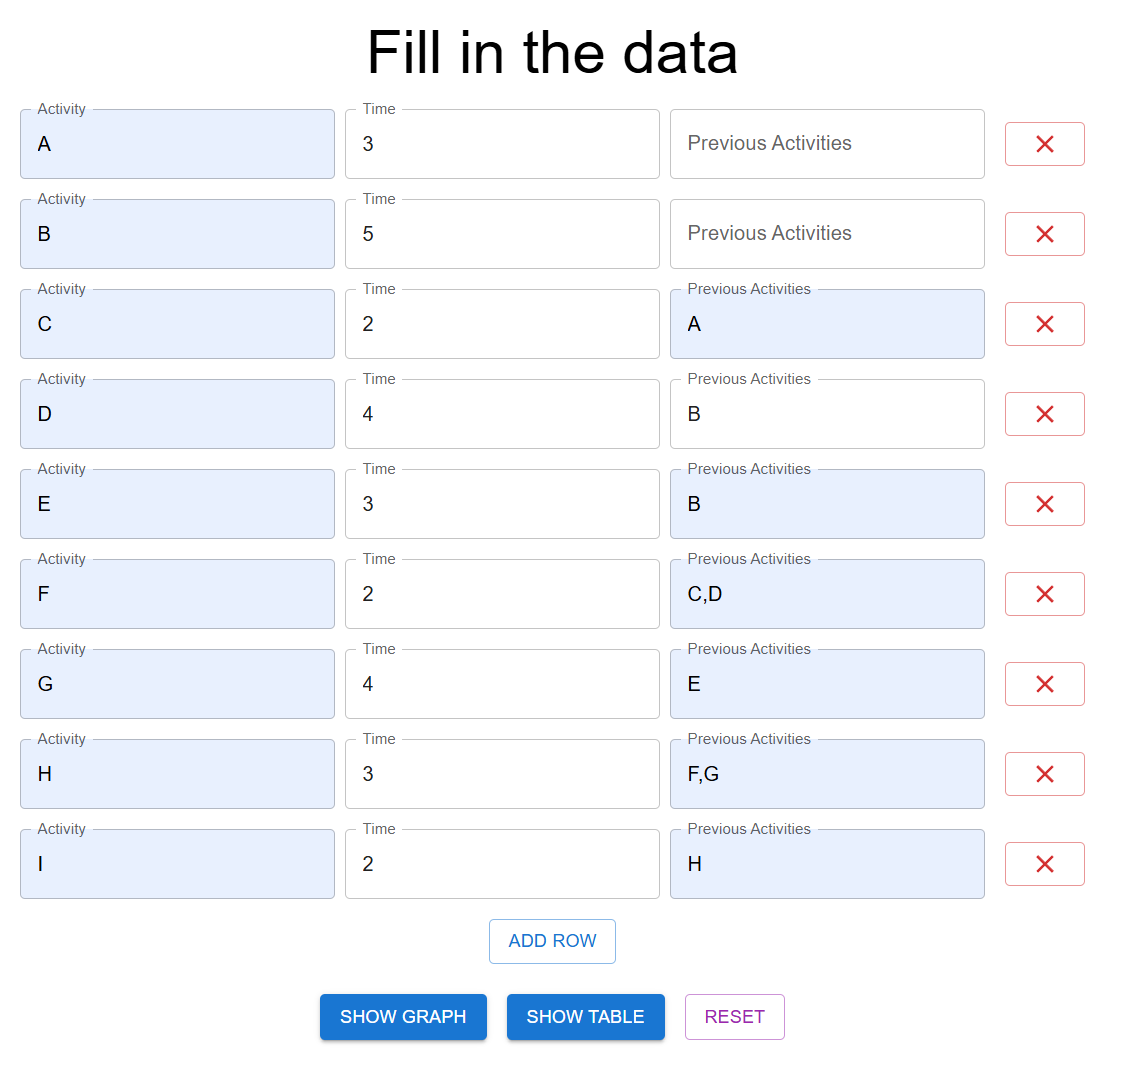 Fill in the data
Activity Time
A 3 Previous Activities
Activity Time
B 5 Previous Activities
Activity Time Previous Activities
C 2 A
Activity Time Previous Activities
D 4 B
Activity Time Previous Activities
E 3 B
Activity Time Previous Activities
F 2 C,D
Activity Time Previous Activities
G 4 E
Activity Time Previous Activities
H 3 F,G
Activity Time Previous Activities
I 2 H
ADD ROW
SHOW GRAPH SHOW TABLE RESET